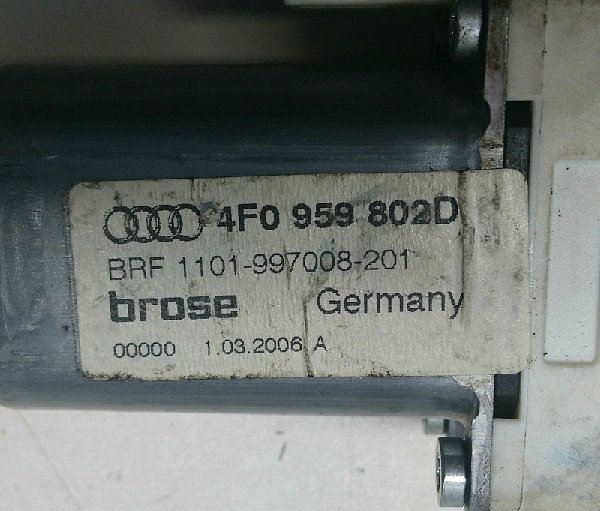 4F0 959 802D
BRF 1101-997008-201
brose Germany
00000 1.03.2006 A